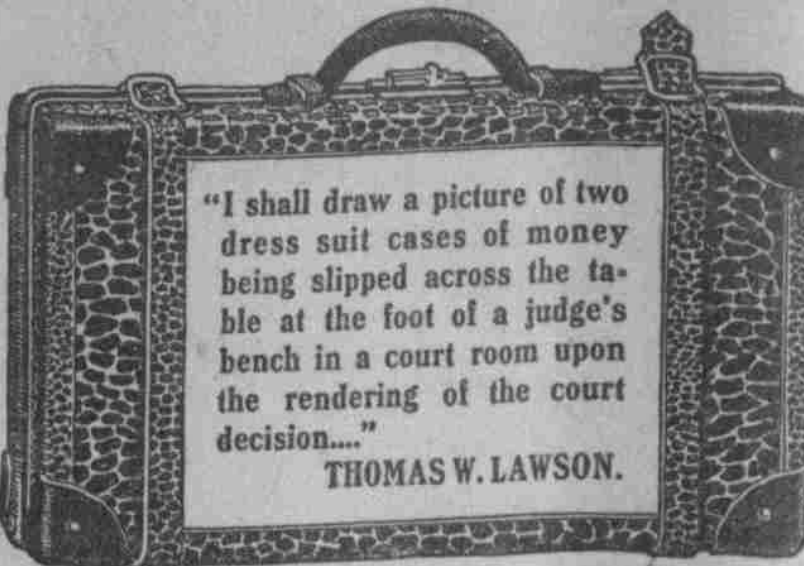 “I shall draw a picture of two
dress suit cases of money
being slipped across the ta-
ble at the foot of a judge's
bench in a court room upon
the rendering of the court
decision....”
THOMAS W. LAWSON.